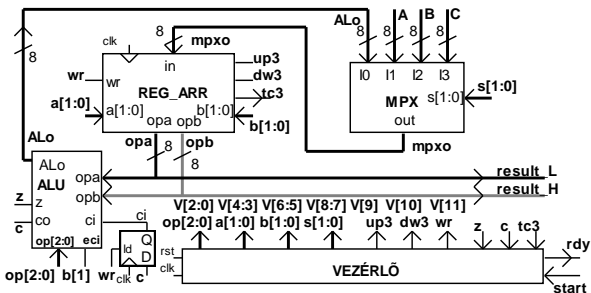 ALo A B C
8
clk 8 mpxo
8 8 8 8
in
up3
wr wr dw3
REG_ARR tc3
a[1:0] a[1:0] b[1:0] b[1:0]
opa opb
I0 I1 I2 I3
MPX s[1:0] s[1:0]
out
mpxo
ALo
opa 8 opb 8
ALo
ALU opa result_L
z z opb result_H
c co ci ci
op[2:0] eci
op[2:0] b[1]
ld Q
D
wr clk c
V[2:0] V[4:3] V[6:5] V[8:7] V[9] V[10] V[11]
op[2:0] a[1:0] b[1:0] s[1:0] up3 dw3 wr z c tc3
rst
clk
VEZÉRLÕ
rdy
start